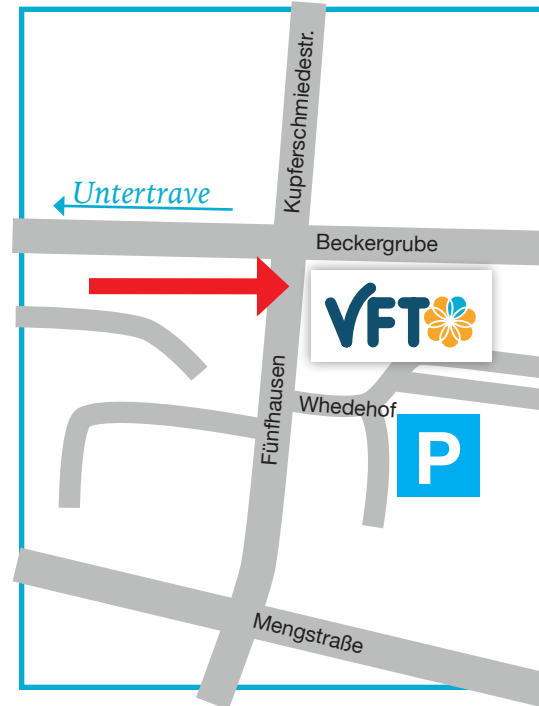 Kupferschmiedestr.
Untertrave
Beckergrube
VFT
Fünfhausen
Whedehof
P
Mengstraße